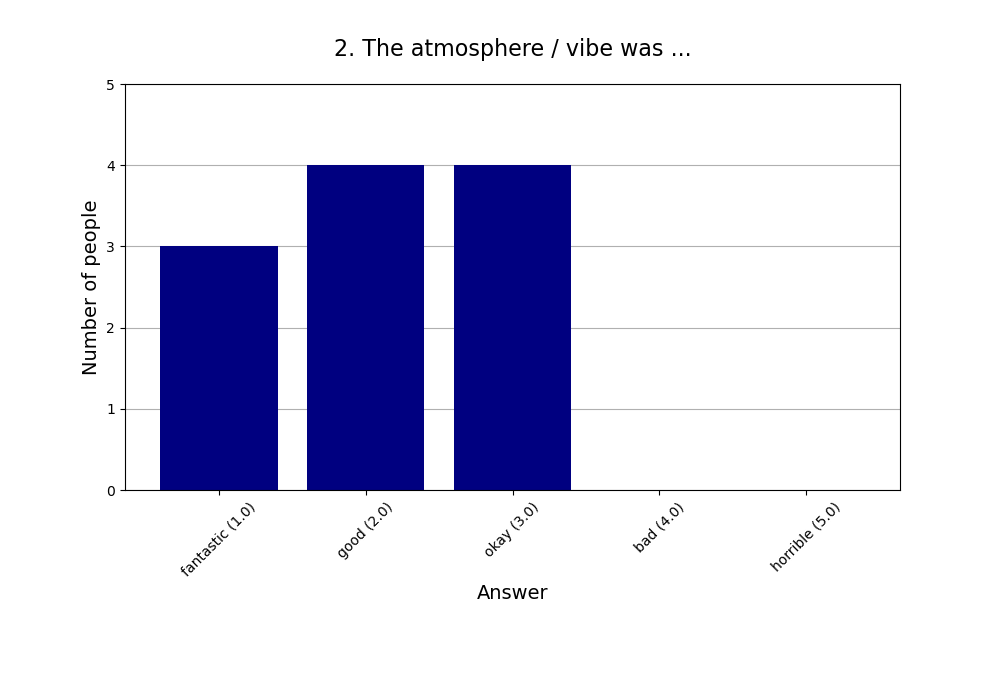 2. The atmosphere / vibe was ...
Number of people
5
4
3
2
1
0
fantastic (1.0)
good (2.0)
okay (3.0)
bad (4.0)
horrible (5.0)
Answer